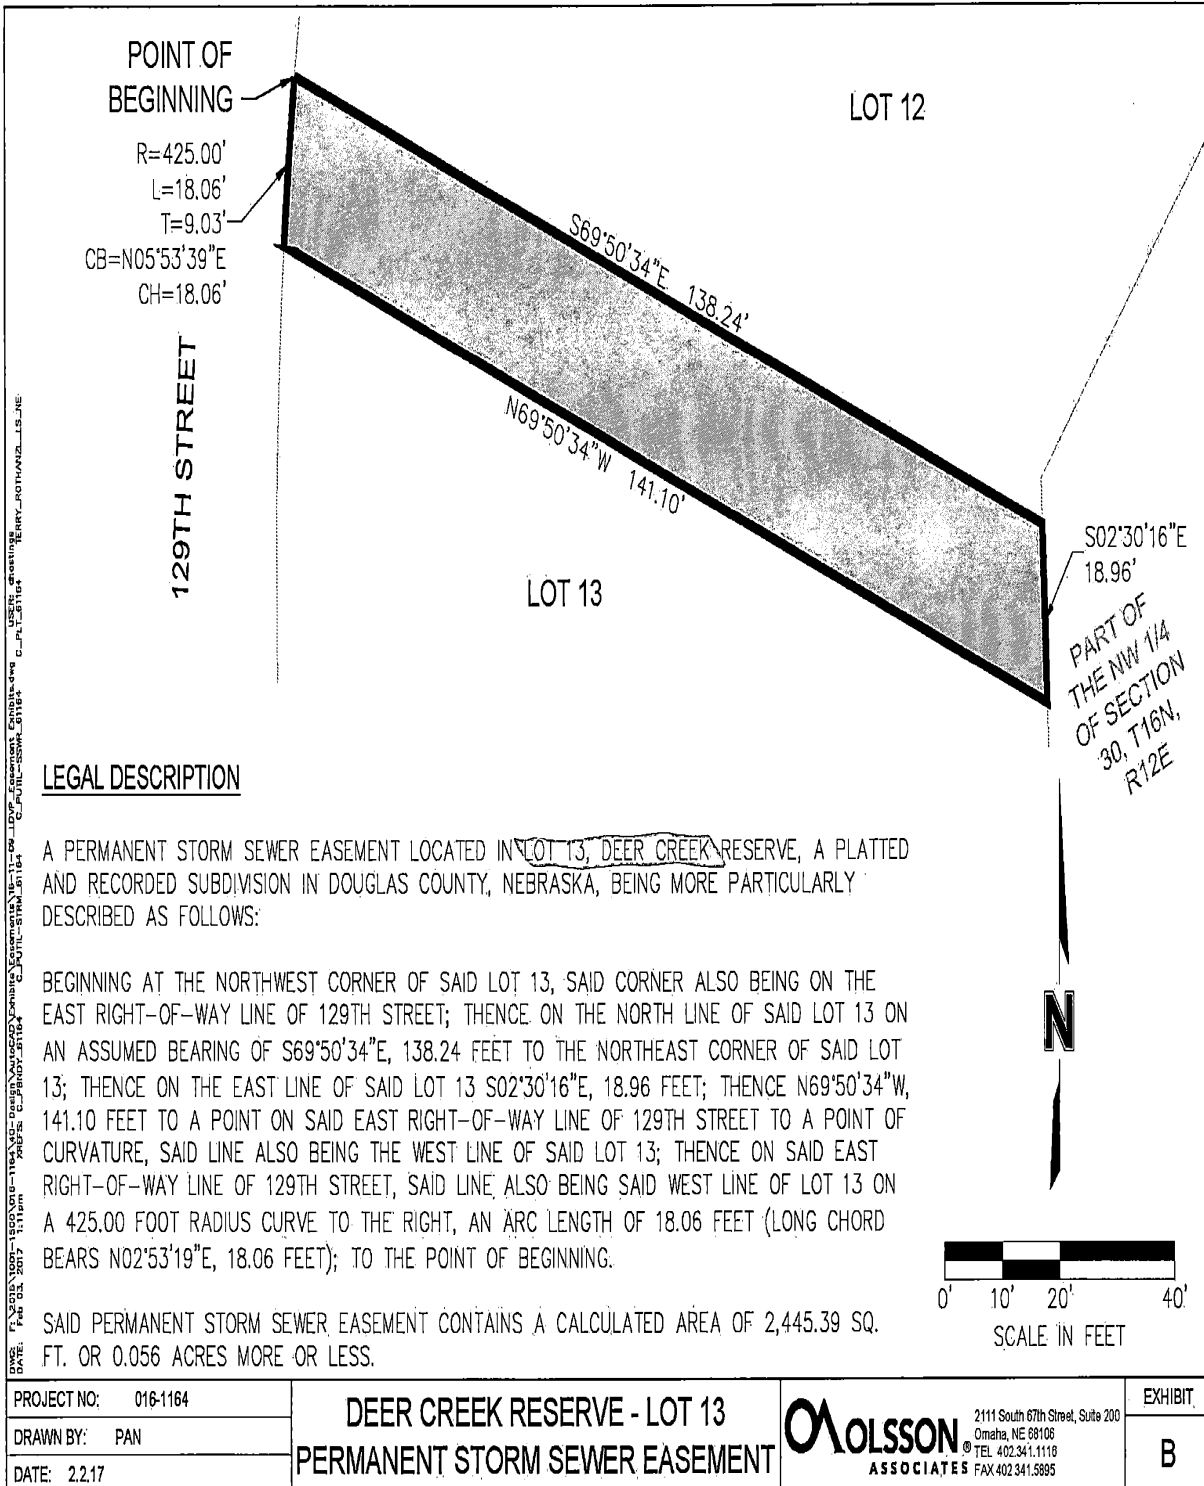 POINT OF
BEGINNING
R=425.00'
L=18.06'
T=9.03'
CB=N05°53'39"E
CH=18.06'
LOT 12
S69°50'34"E 138.24'
N69°50'34"W 141.10'
129TH STREET
LOT 13
S02°30'16"E
18.96'
PART OF
THE NW 1/4
OF SECTION
30, T16N,
R12E
LEGAL DESCRIPTION
A PERMANENT STORM SEWER EASEMENT LOCATED IN LOT 13, DEER CREEK RESERVE, A PLATTED
AND RECORDED SUBDIVISION IN DOUGLAS COUNTY, NEBRASKA, BEING MORE PARTICULARLY
DESCRIBED AS FOLLOWS:
BEGINNING AT THE NORTHWEST CORNER OF SAID LOT 13, SAID CORNER ALSO BEING ON THE
EAST RIGHT-OF-WAY LINE OF 129TH STREET; THENCE ON THE NORTH LINE OF SAID LOT 13 ON
AN ASSUMED BEARING OF S69°50'34"E, 138.24 FEET TO THE NORTHEAST CORNER OF SAID LOT
13; THENCE ON THE EAST LINE OF SAID LOT 13 S02°30'16"E, 18.96 FEET; THENCE N69°50'34"W,
141.10 FEET TO A POINT ON SAID EAST RIGHT-OF-WAY LINE OF 129TH STREET TO A POINT OF
CURVATURE, SAID LINE ALSO BEING THE WEST LINE OF SAID LOT 13; THENCE ON SAID EAST
RIGHT-OF-WAY LINE OF 129TH STREET, SAID LINE ALSO BEING SAID WEST LINE OF LOT 13 ON
A 425.00 FOOT RADIUS CURVE TO THE RIGHT, AN ARC LENGTH OF 18.06 FEET (LONG CHORD
BEARS N02°53'19"E, 18.06 FEET); TO THE POINT OF BEGINNING.
SAID PERMANENT STORM SEWER EASEMENT CONTAINS A CALCULATED AREA OF 2,445.39 SQ.
FT. OR 0.056 ACRES MORE OR LESS.
N
0' 10' 20' 40'
SCALE IN FEET
USER: ghostings
DATE: Feb 03, 2017 1:11pm
PROJECT NO: 016-1164
DRAWN BY: PAN
DATE: 2.2.17
DEER CREEK RESERVE - LOT 13
PERMANENT STORM SEWER EASEMENT
OLSSON ®
ASSOCIATES
2111 South 67th Street, Suite 200
Omaha, NE 68106
TEL 402.341.1116
FAX 402.341.5895
EXHIBIT
B